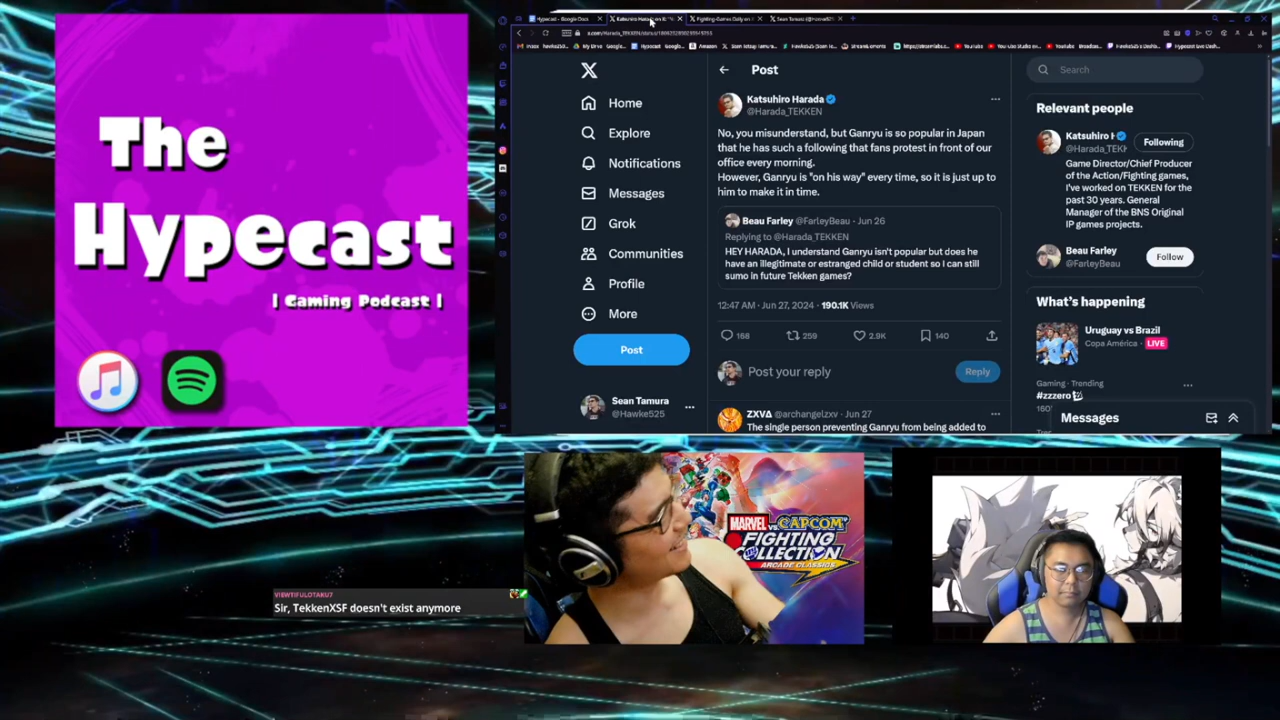 The
Hypecast
| Gaming Podcast |
Hypecast - Google Docs
Post
Search
Home
Explore
Notifications
Messages
Grok
Communities
Profile
More
Post
Sean Tamura
@Hawke525
Katsuhiro Harada
@Harada_TEKKEN
No, you misunderstand, but Ganryu is so popular in Japan
that he has such a following that fans protest in front of our
office every morning.
However, Ganryu is "on his way" every time, so it is just up to
him to make it in time.
Beau Farley @FarleyBeau · Jun 26
Replying to @Harada_TEKKEN
HEY HARADA, I understand Ganryu isn't popular but does he
have an illegitimate or estranged child or student so I can still
sumo in future Tekken games?
12:47 AM · Jun 27, 2024 · 190.1K Views
168
259
2.9K
140
Post your reply
Reply
ZXVΔ @archangelzxv · Jun 27
The single person preventing Ganryu from being added to
Relevant people
Katsuhiro H
@Harada_TEKK
Following
Game Director/Chief Producer
of the Action/Fighting games,
I've worked on TEKKEN for the
past 30 years. General
Manager of the BNS Original
IP games projects.
Beau Farley
@FarleyBeau
Follow
What's happening
Uruguay vs Brazil
Copa América · LIVE
Gaming · Trending
#zzzero
Messages
VIEWTIFULOTAKU7
Sir, TekkenXSF doesn't exist anymore
MARVEL VS. CAPCOM
FIGHTING
COLLECTION
ARCADE CLASSICS